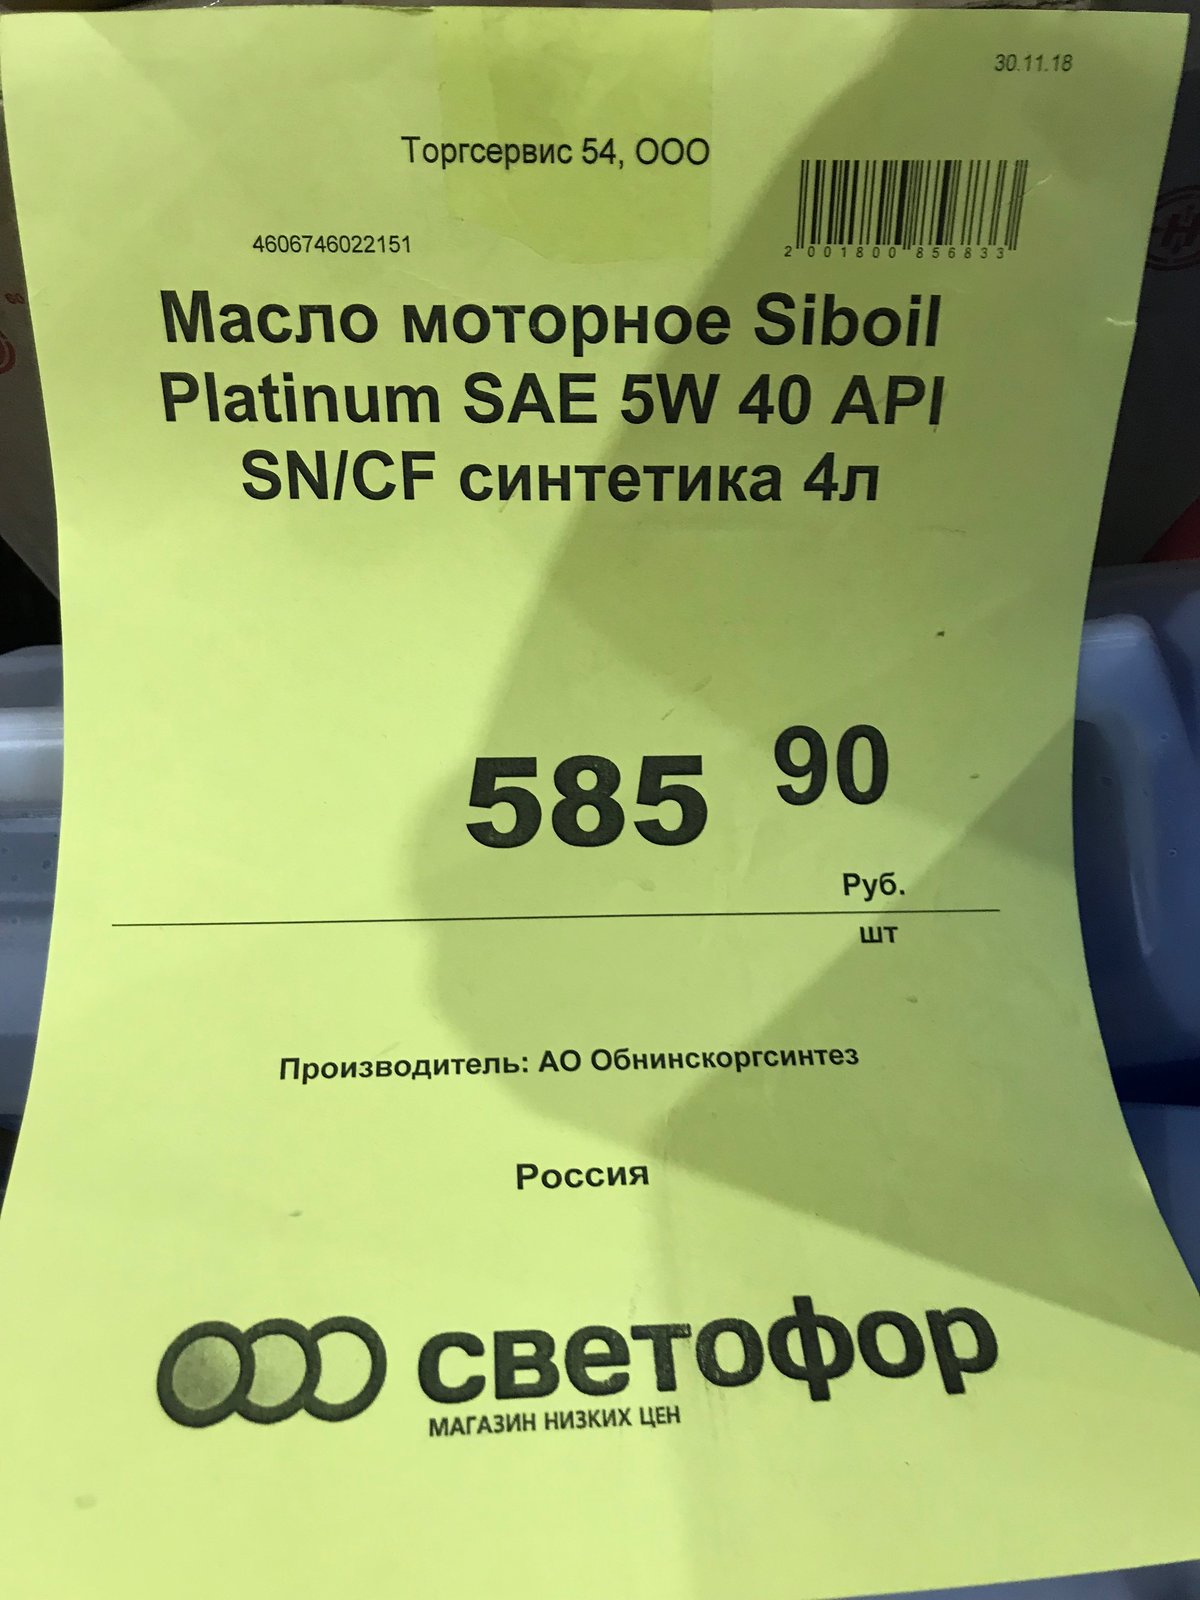 30.11.18
Торгсервис 54, ООО
4606746022151
2001800856833
Масло моторное Siboil
Platinum SAE 5W 40 API
SN/CF синтетика 4л
585 90
Руб.
шт
Производитель: АО Обнинскоргсинтез
Россия
светофор
МАГАЗИН НИЗКИХ ЦЕН